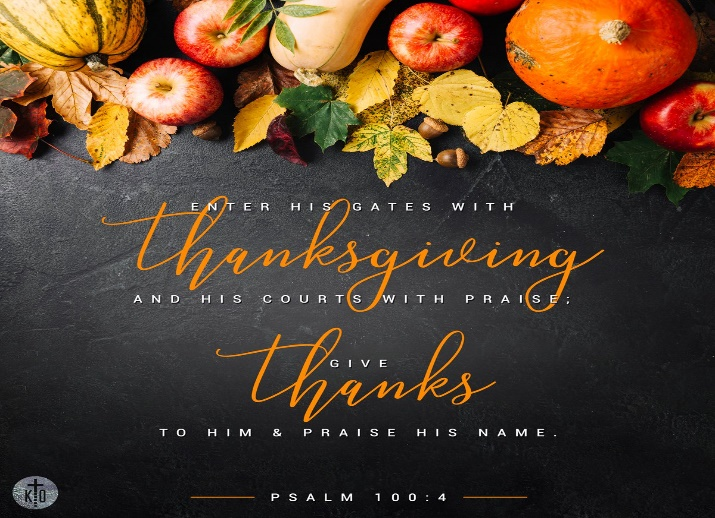 ENTER HIS GATES WITH
thanksgiving
AND HIS COURTS WITH PRAISE;
GIVE
thanks
TO HIM & PRAISE HIS NAME.
PSALM 100:4
KTO